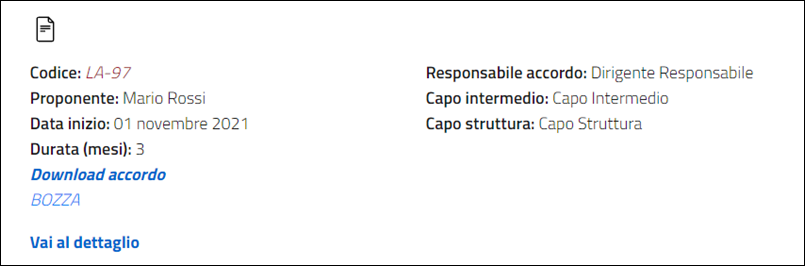 Codice: LA-97
Proponente: Mario Rossi
Data inizio: 01 novembre 2021
Durata (mesi): 3
Download accordo
BOZZA
Vai al dettaglio
Responsabile accordo: Dirigente Responsabile
Capo intermedio: Capo Intermedio
Capo struttura: Capo Struttura